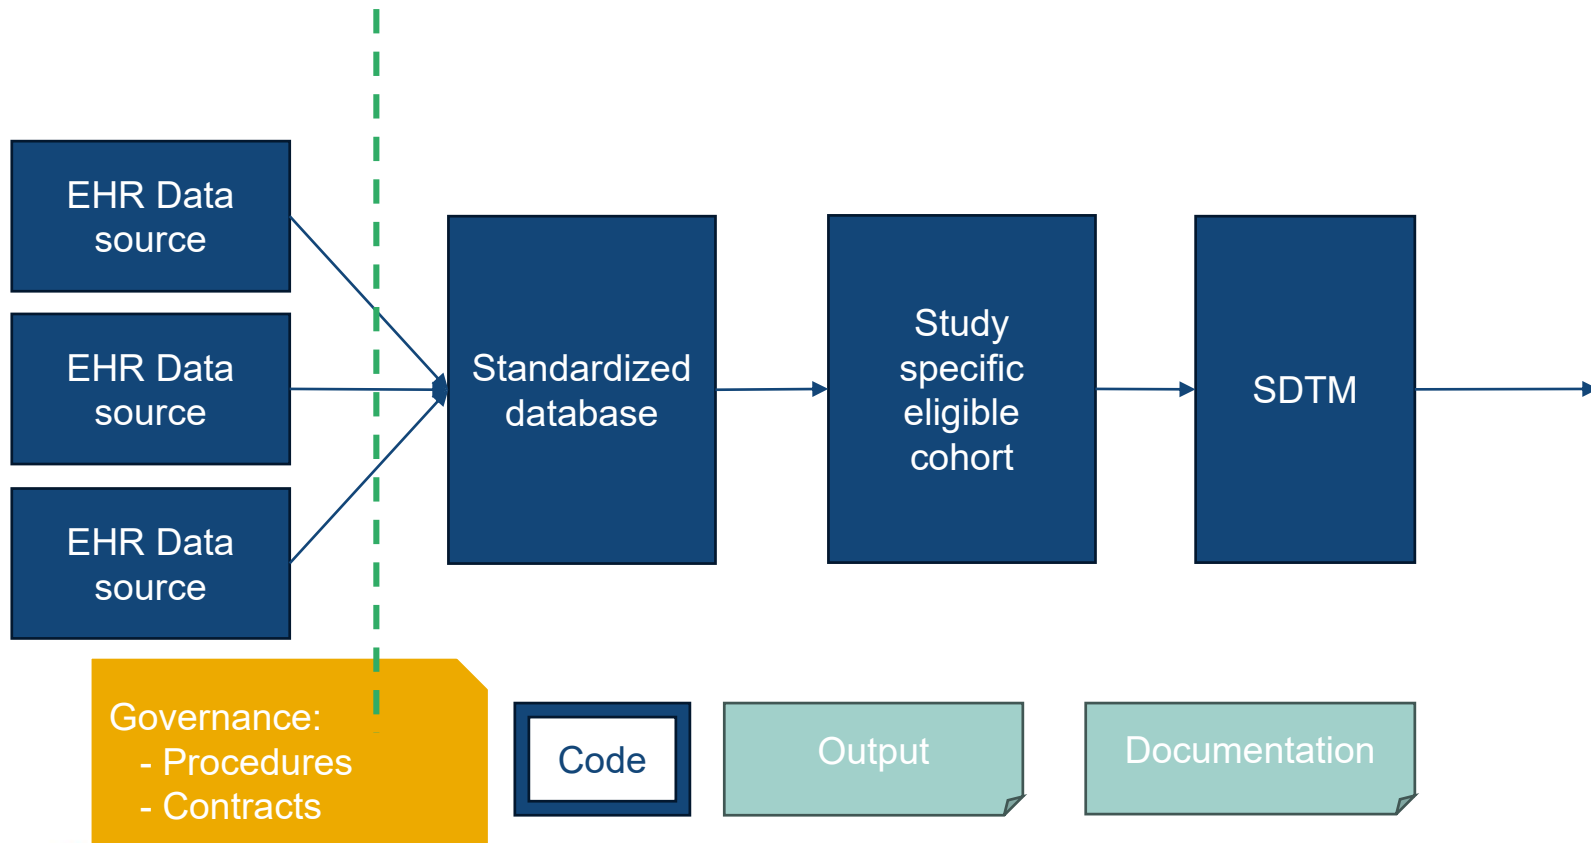 EHR Data
source
EHR Data
source
EHR Data
source
Standardized
database
Study
specific
eligible
cohort
SDTM
Governance:
- Procedures
- Contracts
Code
Output
Documentation